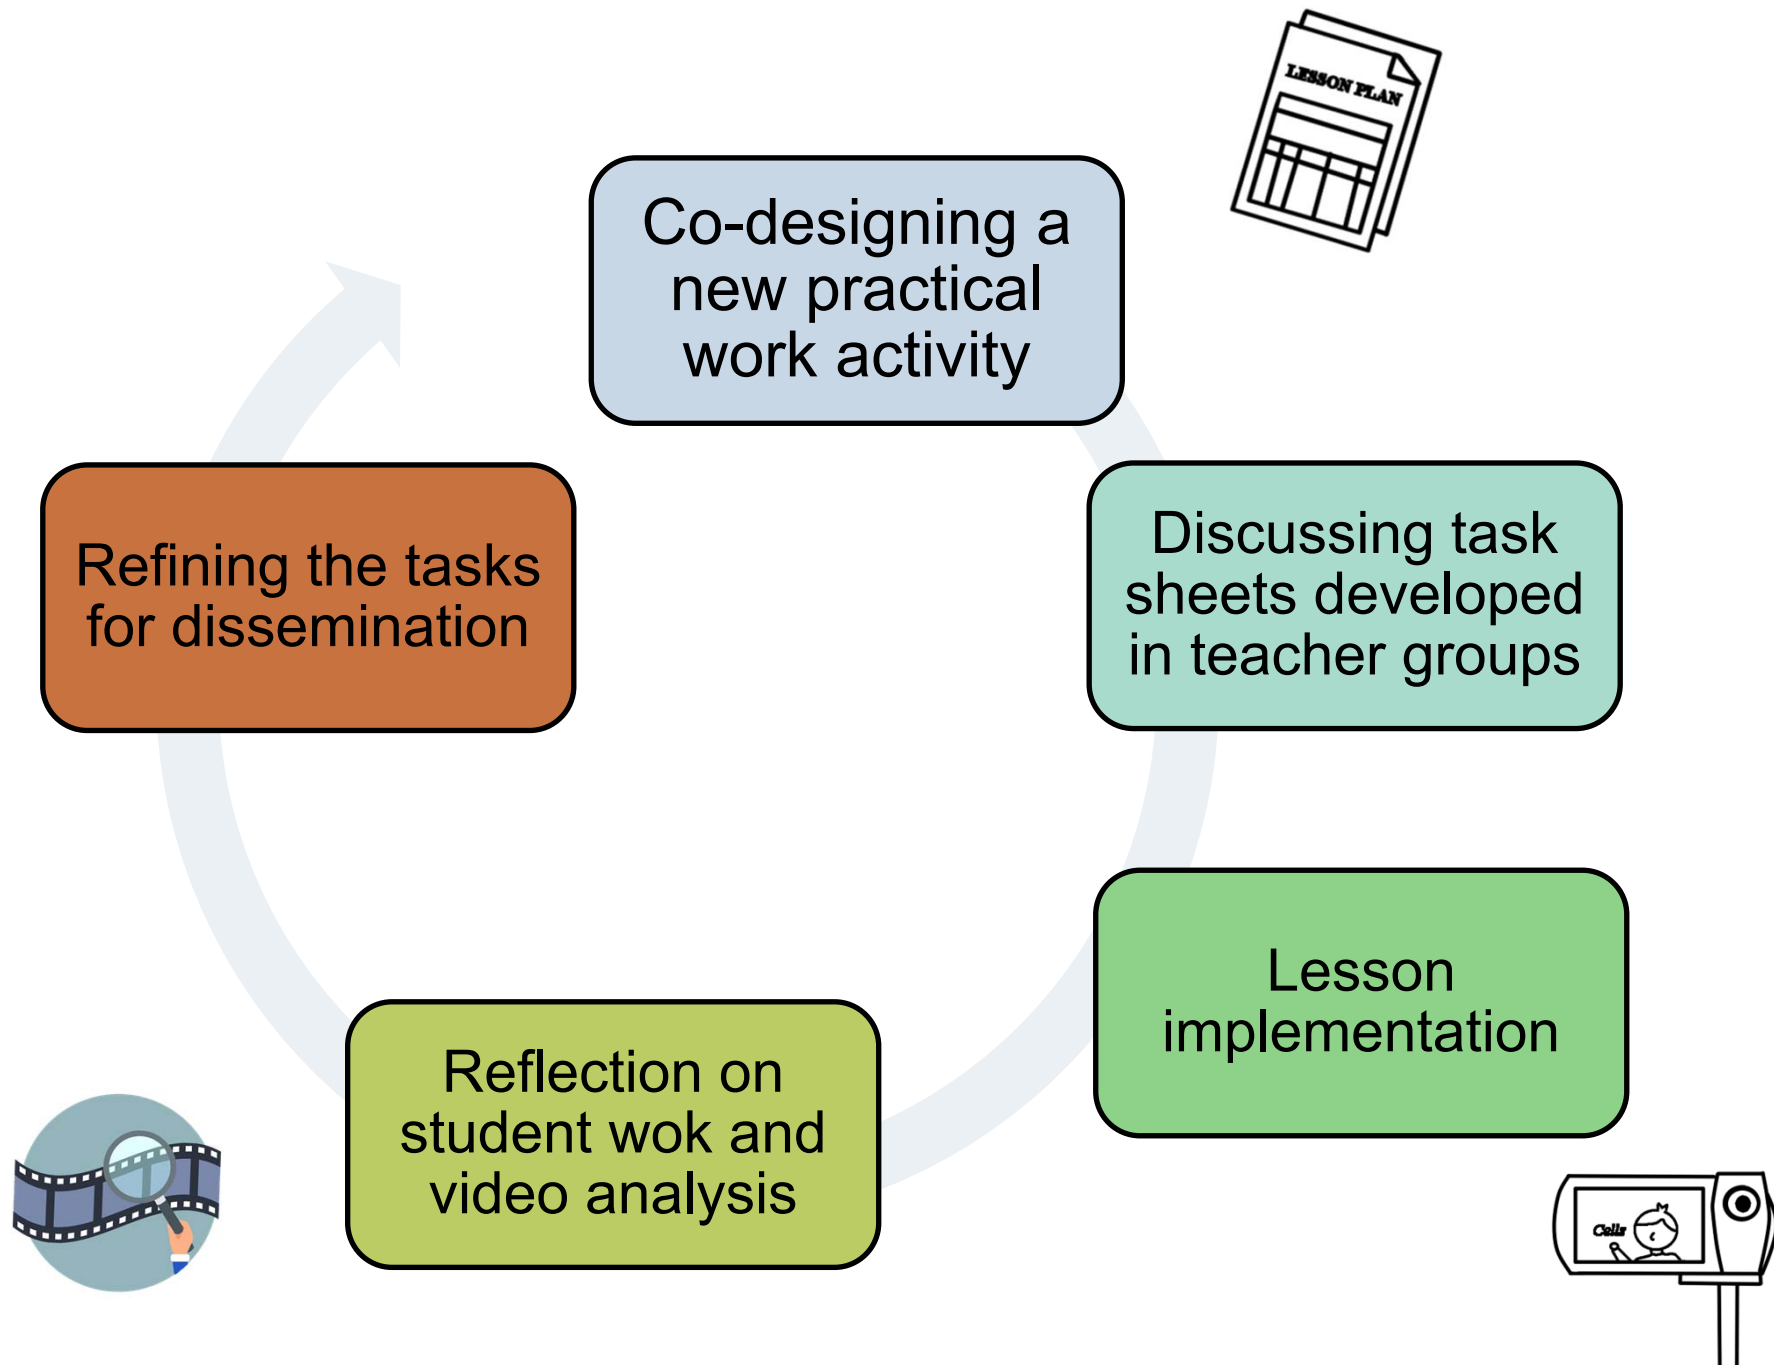 LESSON PLAN
Co-designing a
new practical
work activity
Discussing task
sheets developed
in teacher groups
Lesson
implementation
Reflection on
student wok and
video analysis
Refining the tasks
for dissemination
Cells